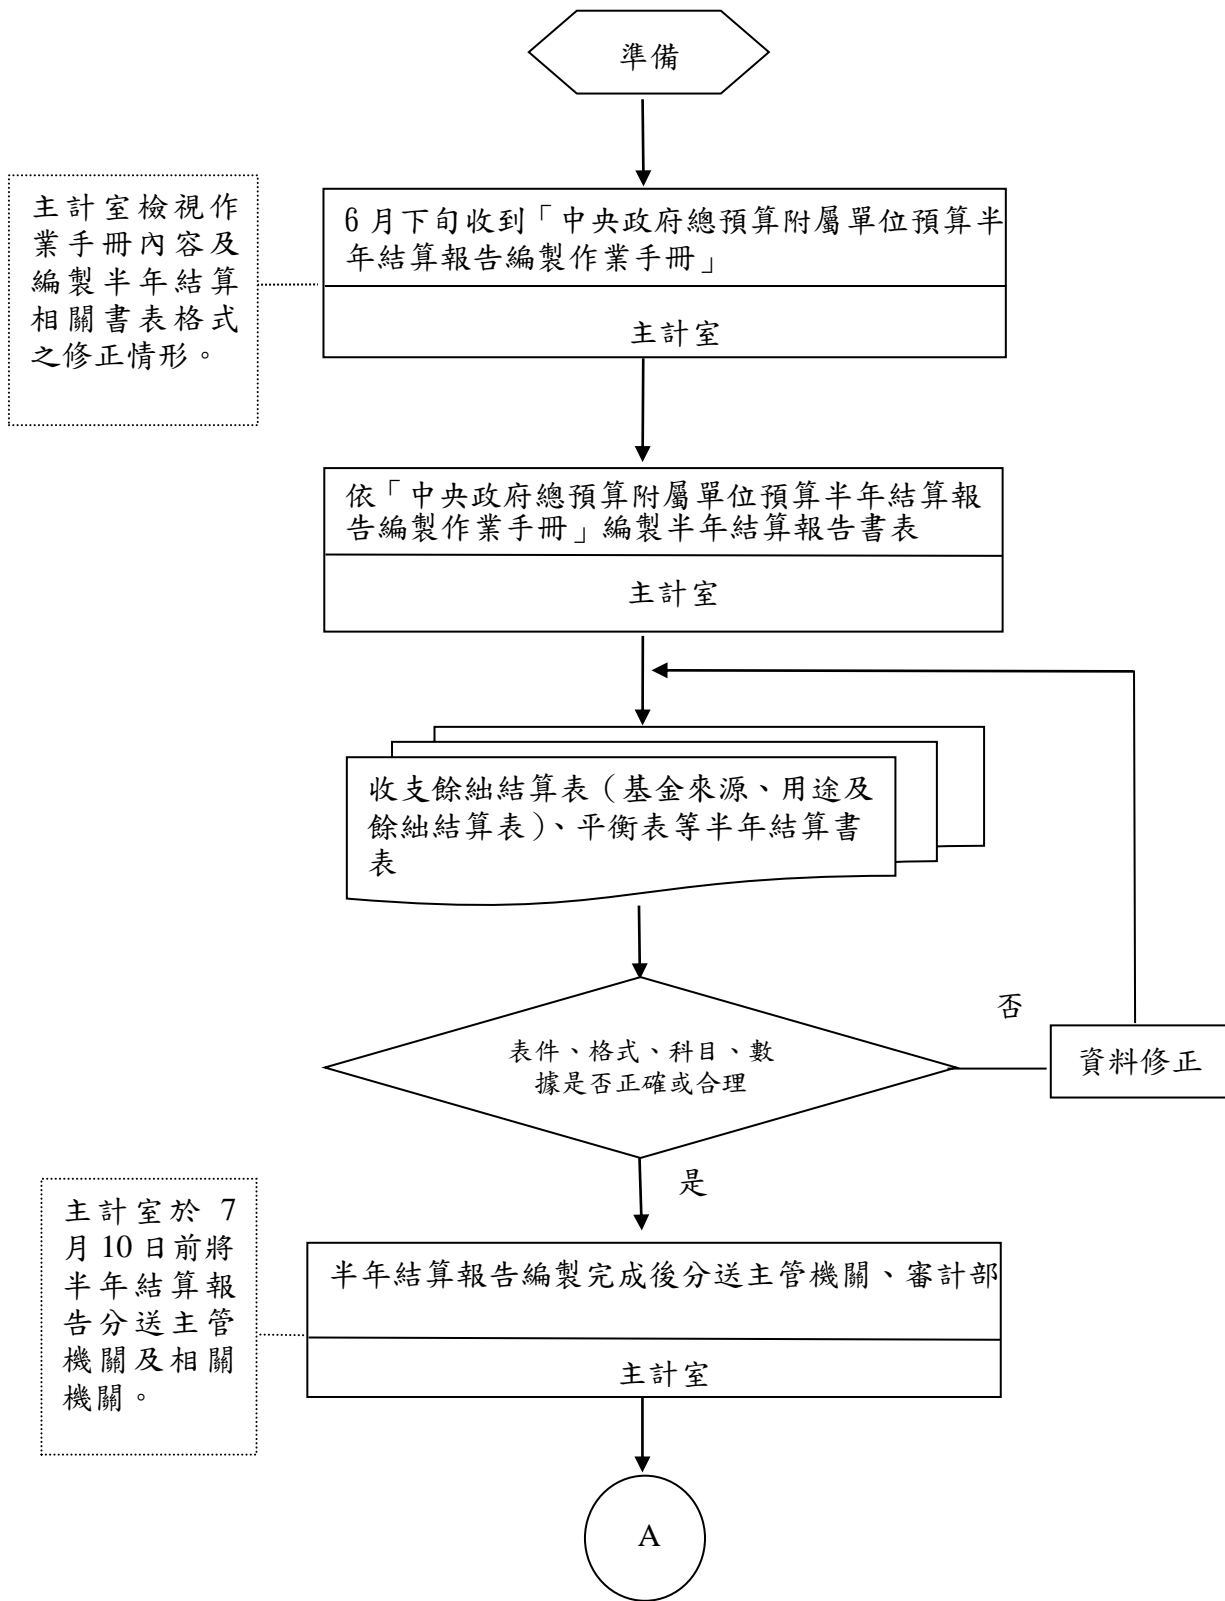 準備
主計室檢視作
業手冊內容及
編製半年結算
相關書表格式
之修正情形。
6月下旬收到「中央政府總預算附屬單位預算半
年結算報告編製作業手冊」
主計室
依「中央政府總預算附屬單位預算半年結算報
告編製作業手冊」編製半年結算報告書表
主計室
收支餘絀結算表（基金來源、用途及
餘絀結算表）、平衡表等半年結算書
表
表件、格式、科目、數
據是否正確或合理
否
資料修正
是
主計室於 7
月 10 日前將
半年結算報
告分送主管
機關及相關
機關。
半年結算報告編製完成後分送主管機關、審計部
主計室
A